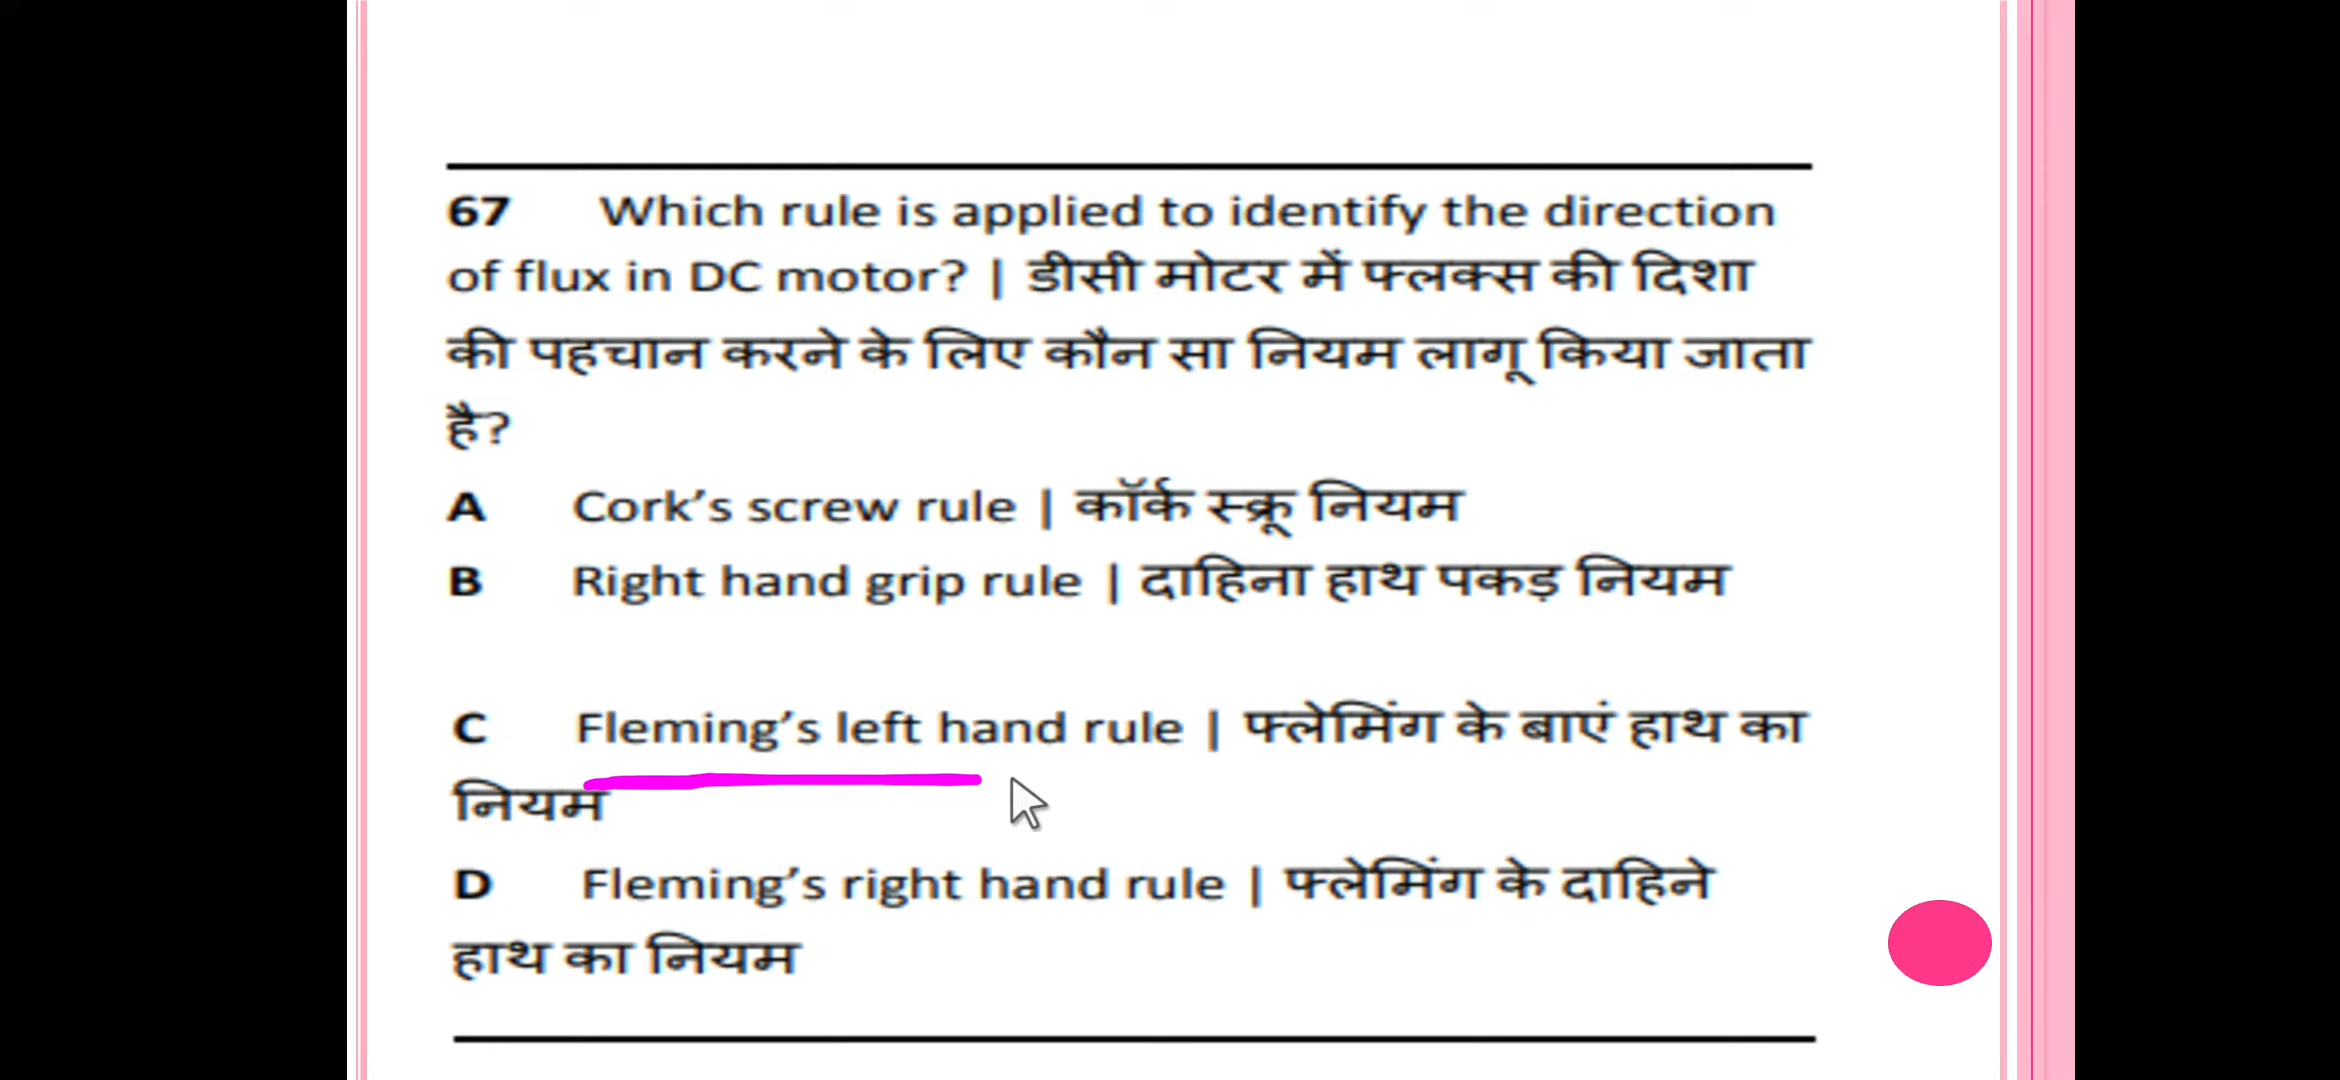 67 Which rule is applied to identify the direction
of flux in DC motor? | डीसी मोटर में फ्लक्स की दिशा
की पहचान करने के लिए कौन सा नियम लागू किया जाता
है?
A Cork’s screw rule | कॉर्क स्क्रू नियम
B Right hand grip rule | दाहिना हाथ पकड़ नियम
C Fleming’s left hand rule | फ्लेमिंग के बाएं हाथ का
नियम
D Fleming’s right hand rule | फ्लेमिंग के दाहिने
हाथ का नियम